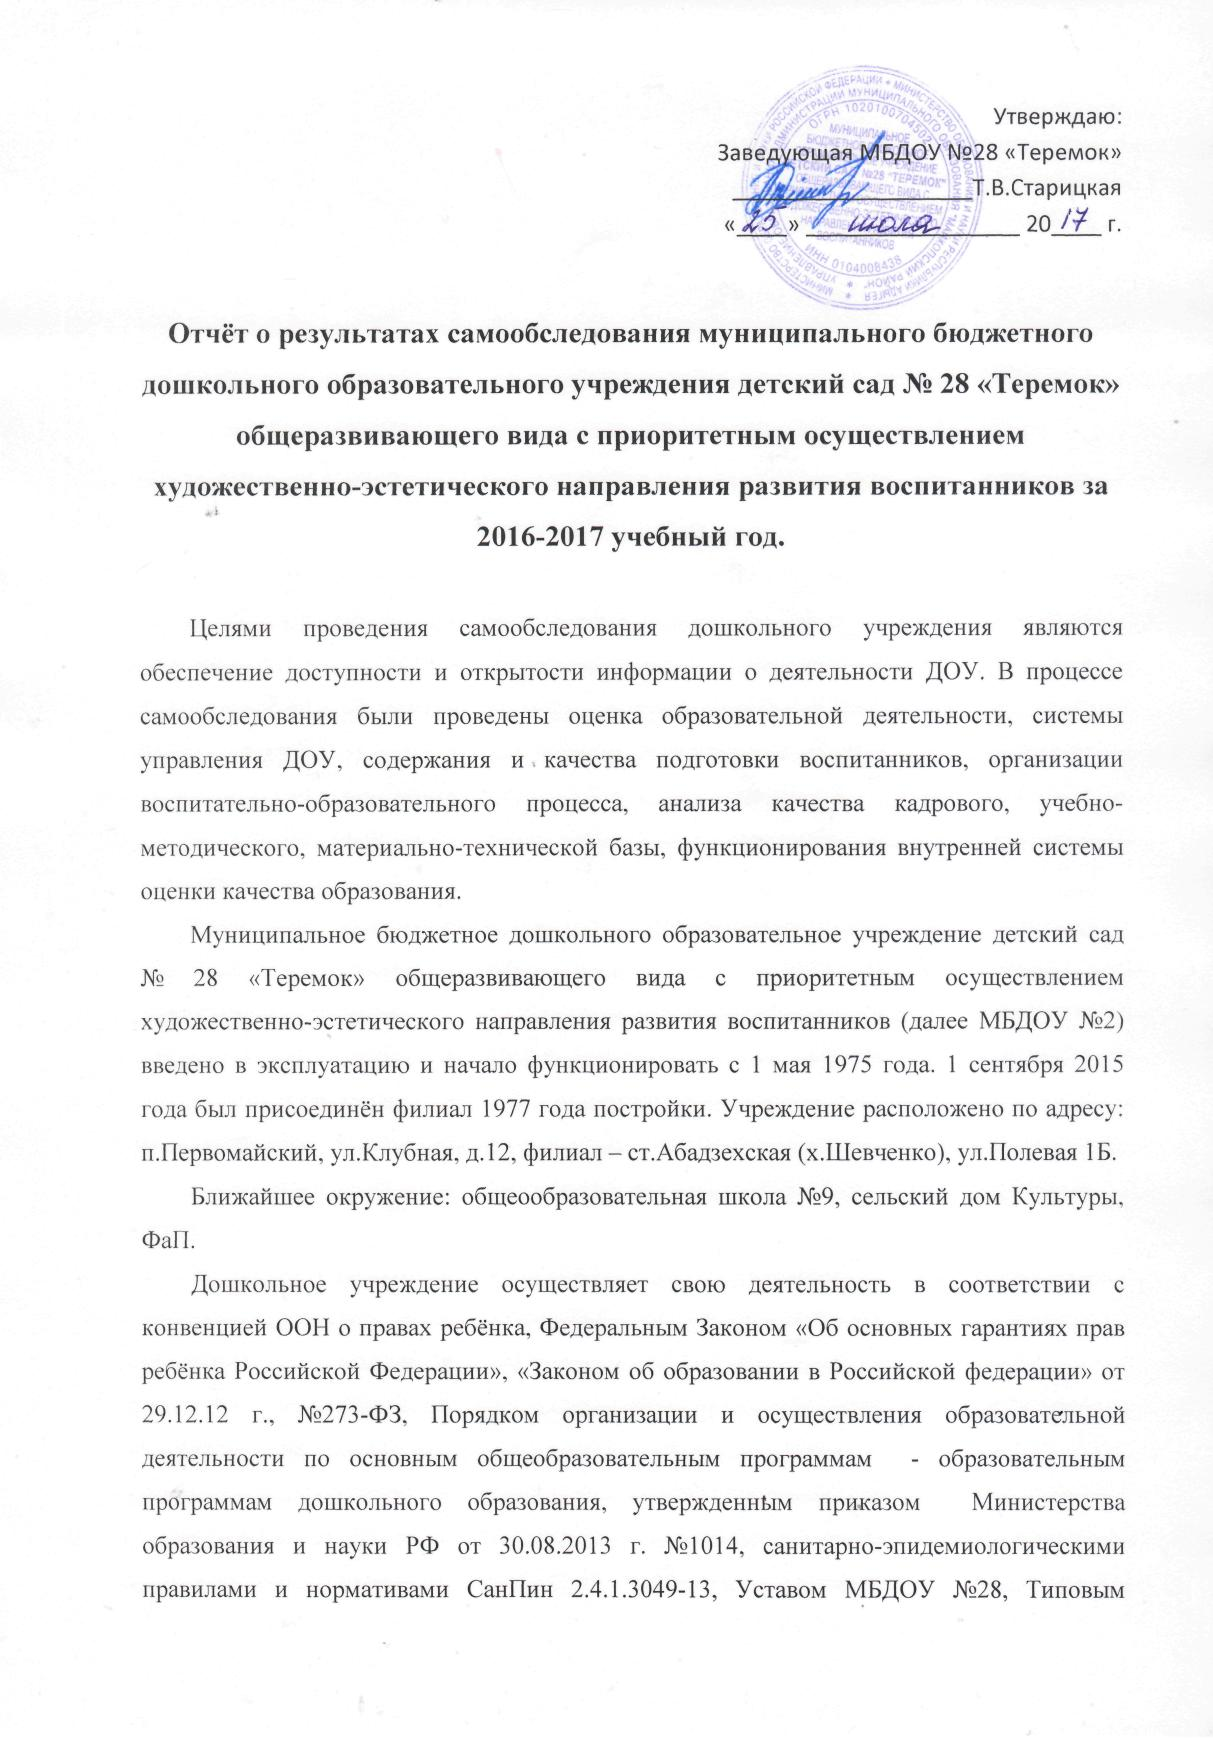 Утверждаю:
Заведующая МБДОУ №28 «Теремок»
Т.В.Старицкая
«25» июля 2017 г.
ОГРН 1020100704502
МУНИЦИПАЛЬНОЕ
№28 "ТЕРЕМОК"
ИНН 0104008438
Отчёт о результатах самообследования муниципального бюджетного
дошкольного образовательного учреждения детский сад № 28 «Теремок»
общеразвивающего вида с приоритетным осуществлением
художественно-эстетического направления развития воспитанников за
2016-2017 учебный год.
Целями проведения самообследования дошкольного учреждения являются
обеспечение доступности и открытости информации о деятельности ДОУ. В процессе
самообследования были проведены оценка образовательной деятельности, системы
управления ДОУ, содержания и качества подготовки воспитанников, организации
воспитательно-образовательного процесса, анализа качества кадрового, учебно-
методического, материально-технической базы, функционирования внутренней системы
оценки качества образования.
Муниципальное бюджетное дошкольного образовательное учреждение детский сад
№ 28 «Теремок» общеразвивающего вида с приоритетным осуществлением
художественно-эстетического направления развития воспитанников (далее МБДОУ №2)
введено в эксплуатацию и начало функционировать с 1 мая 1975 года. 1 сентября 2015
года был присоединён филиал 1977 года постройки. Учреждение расположено по адресу:
п.Первомайский, ул.Клубная, д.12, филиал – ст.Абадзехская (х.Шевченко), ул.Полевая 1Б.
Ближайшее окружение: общеообразовательная школа №9, сельский дом Культуры,
ФаП.
Дошкольное учреждение осуществляет свою деятельность в соответствии с
конвенцией ООН о правах ребёнка, Федеральным Законом «Об основных гарантиях прав
ребёнка Российской Федерации», «Законом об образовании в Российской федерации» от
29.12.12 г., №273-ФЗ, Порядком организации и осуществления образовательной
деятельности по основным общеобразовательным программам - образовательным
программам дошкольного образования, утвержденным приказом Министерства
образования и науки РФ от 30.08.2013 г. №1014, санитарно-эпидемиологическими
правилами и нормативами СанПин 2.4.1.3049-13, Уставом МБДОУ №28, Типовым